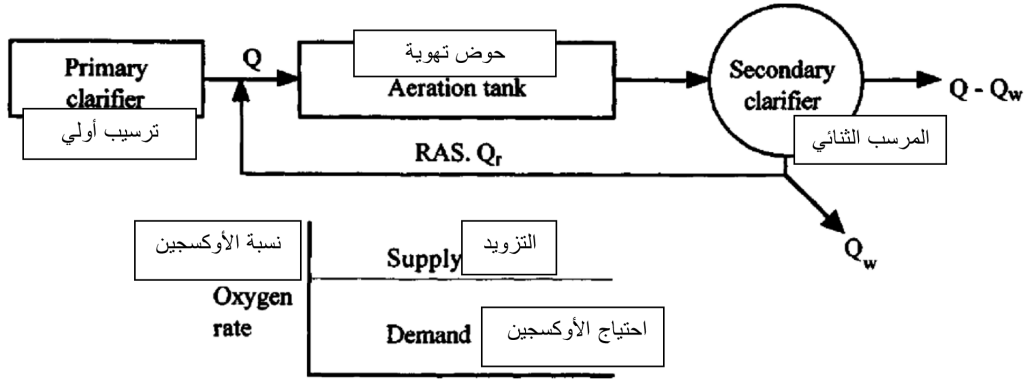 Primary
clarifier
ترسيب أولي
Q
حوض تهوية
Aeration tank
Secondary
clarifier
المرسب الثنائي
Q - Qw
RAS. Qr
Qw
نسبة الأوكسجين
Oxygen
rate
Supply
التزويد
Demand
احتياج الأوكسجين